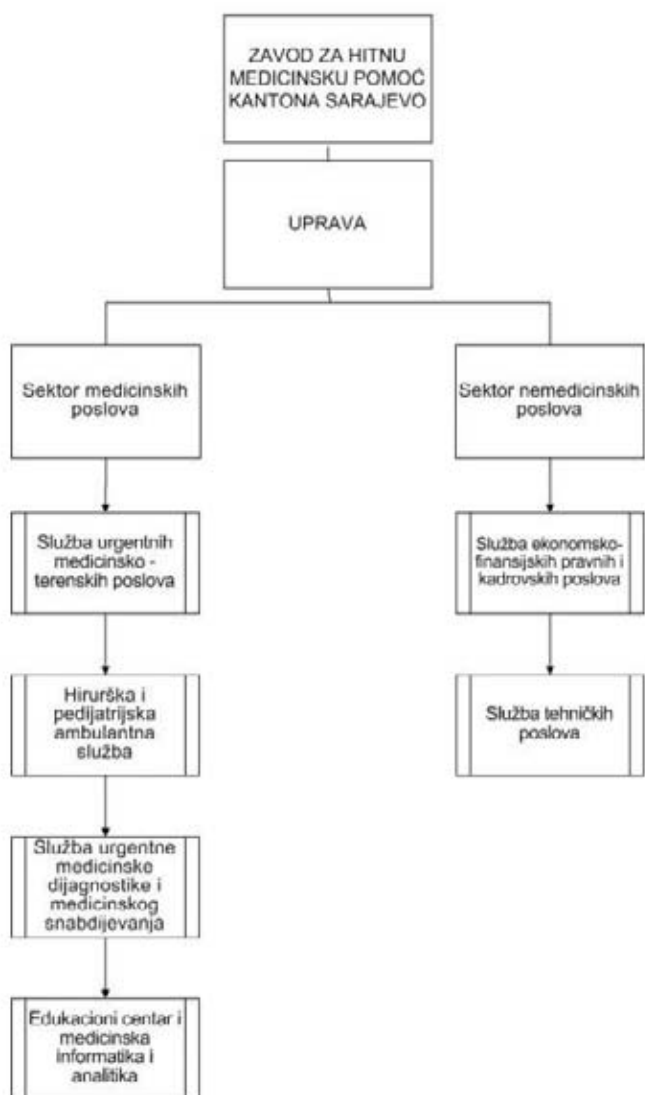 ZAVOD ZA HITNU
MEDICINSKU POMOĆ
KANTONA SARAJEVO
UPRAVA
Sektor medicinskih
poslova
Sektor nemedicinskih
poslova
Služba urgentnih
medicinsko -
terenskih poslova
Služba ekonomsko-
finansijskih pravnih i
kadrovskih poslova
Hirurška i
pedijatrijska
ambulantna
služba
Služba tehničkih
poslova
Služba urgentne
medicinske
dijagnostike i
medicinskog
snabdijevanja
Edukacioni centar i
medicinska
informatika i
analitika